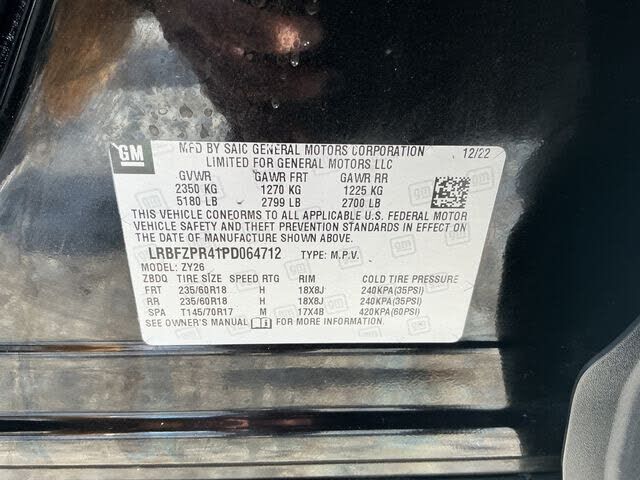 GM MFD BY SAIC GENERAL MOTORS CORPORATION 12/22
LIMITED FOR GENERAL MOTORS LLC
GVWR GAWR FRT GAWR RR
2350 KG 1270 KG 1225 KG
5180 LB 2799 LB 2700 LB
THIS VEHICLE CONFORMS TO ALL APPLICABLE U.S. FEDERAL MOTOR
VEHICLE SAFETY AND THEFT PREVENTION STANDARDS IN EFFECT ON
THE DATE OF MANUFACTURE SHOWN ABOVE.
LRBFZPR41PD064712 TYPE: M.P.V.
MODEL: ZY26
ZBDQ TIRE SIZE SPEED RTG RIM COLD TIRE PRESSURE
FRT 235/60R18 H 18X8J 240KPA(35PSI)
RR 235/60R18 H 18X8J 240KPA(35PSI)
SPA T145/70R17 M 17X4B 420KPA(60PSI)
SEE OWNER'S MANUAL FOR MORE INFORMATION.